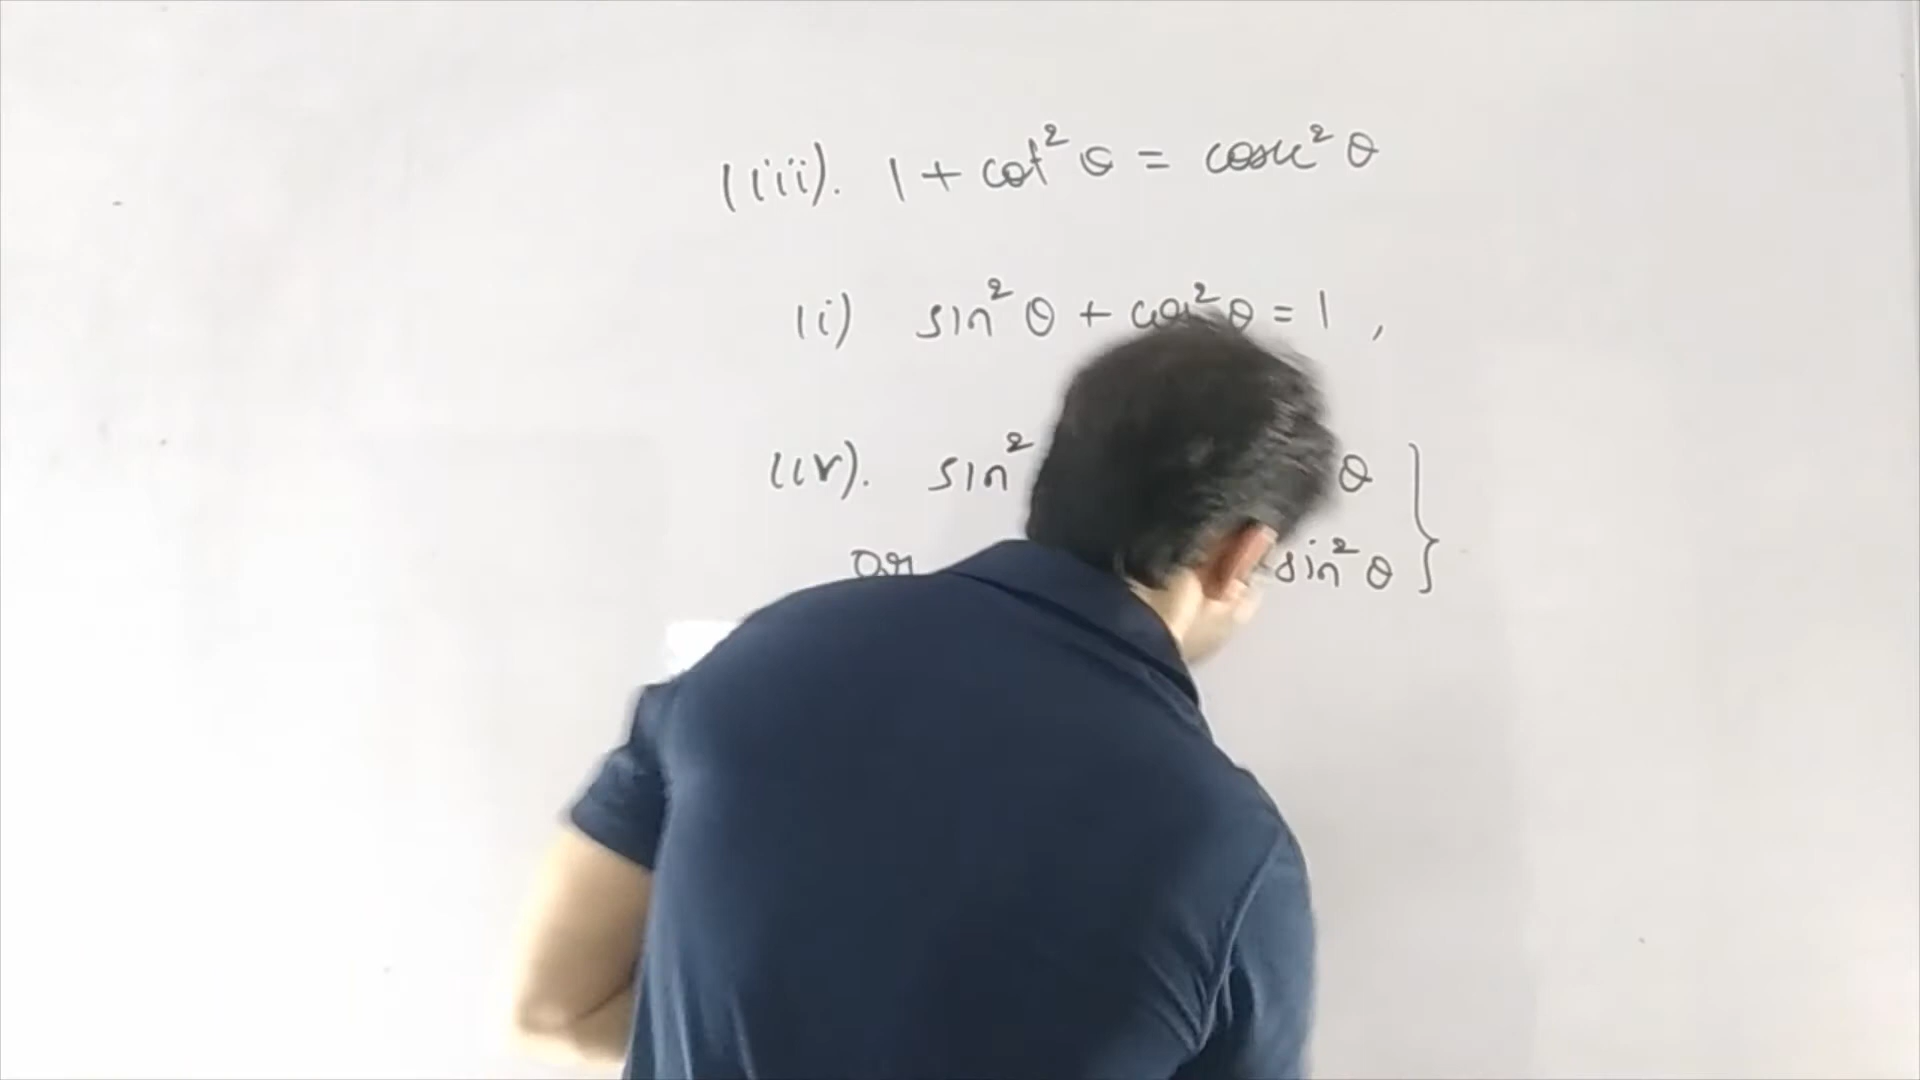 (iii). 1 + cot² θ = cosec² θ
(i) sin² θ + cos² θ = 1 ,
(iv). sin² θ }
or sin² θ